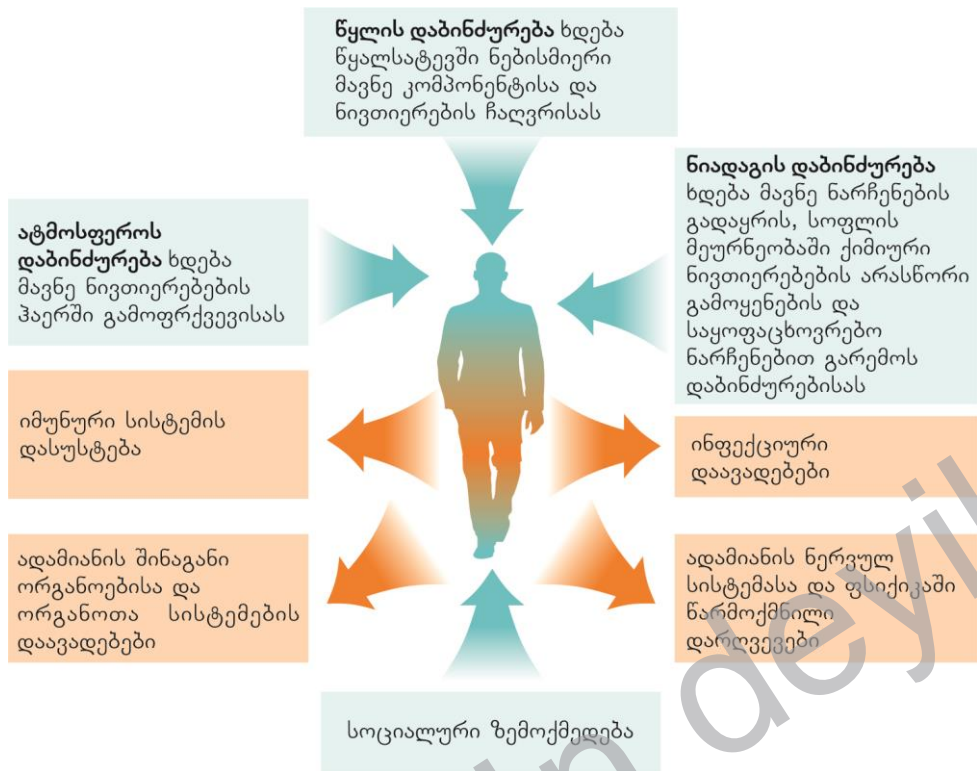 წყლის დაბინძურება ხდება
წყალსატევში ნებისმიერი
მავნე კომპონენტისა და
ნივთიერების ჩაღვრისას
ატმოსფეროს
დაბინძურება ხდება
მავნე ნივთიერებების
ჰაერში გამოფრქვევისას
ნიადაგის დაბინძურება
ხდება მავნე ნარჩენების
გადაყრის, სოფლის
მეურნეობაში ქიმიური
ნივთიერებების არასწორი
გამოყენების და
საყოფაცხოვრებო
ნარჩენებით გარემოს
დაბინძურებისას
იმუნური სისტემის
დასუსტება
ინფექციური
დაავადებები
ადამიანის შინაგანი
ორგანოებისა და
ორგანოთა სისტემების
დაავადებები
ადამიანის ნერვულ
სისტემასა და ფსიქიკაში
წარმოქმნილი
დარღვევები
სოციალური ზემოქმედება
in deyil